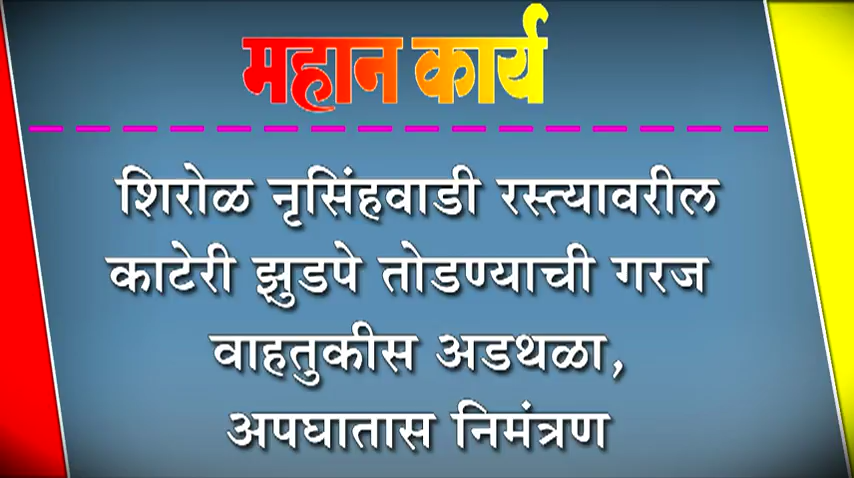 महान कार्य
शिरोळ नृसिंहवाडी रस्त्यावरील
काटेरी झुडपे तोडण्याची गरज
वाहतुकीस अडथळा,
अपघातास निमंत्रण